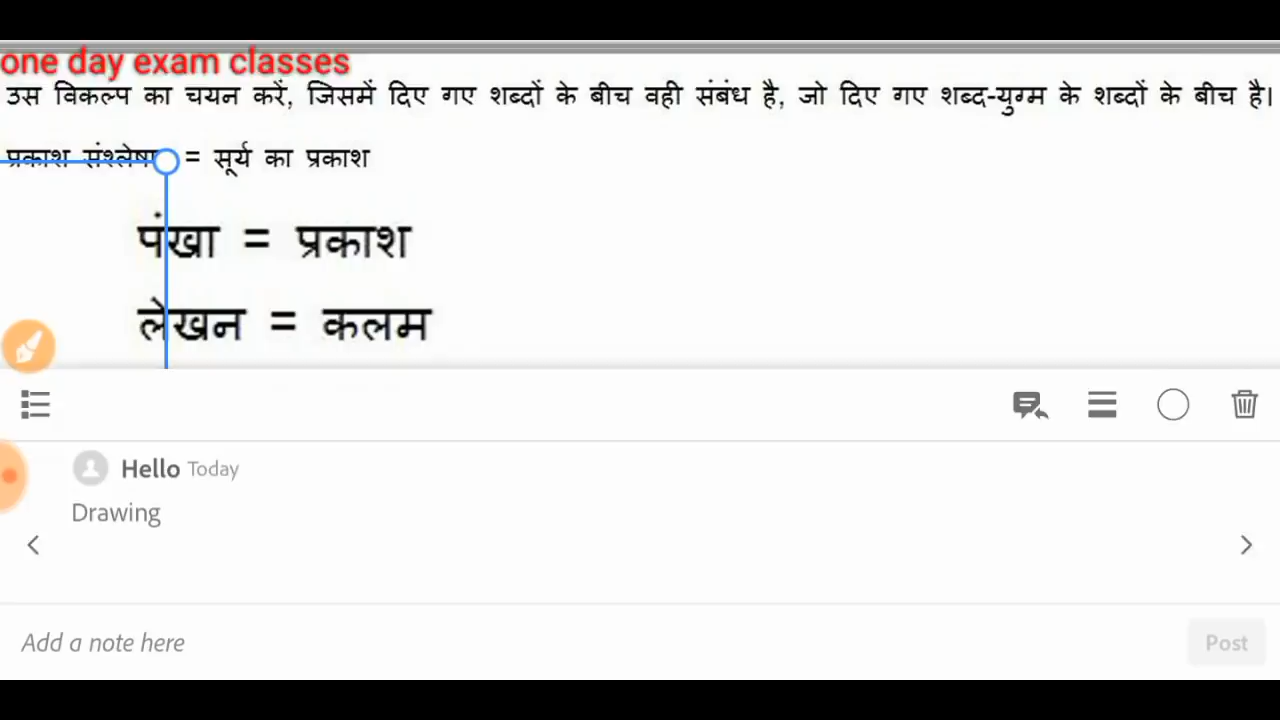 one day exam classes
उस विकल्प का चयन करें, जिसमें दिए गए शब्दों के बीच वही संबंध है, जो दिए गए शब्द-युग्म के शब्दों के बीच है।
प्रकाश = सूर्य का प्रकाश
पंखा = प्रकाश
लेखन = कलम
Hello Today
Drawing
Add a note here
Post